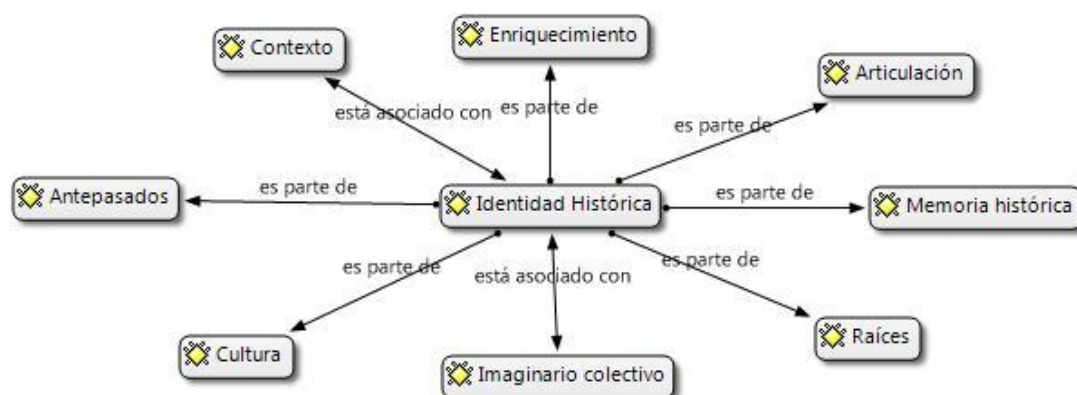 Contexto
Enriquecimiento
Articulación
está asociado con
es parte de
es parte de
Antepasados
es parte de
Identidad Histórica
es parte de
Memoria histórica
es parte de
está asociado con
es parte de
Cultura
Imaginario colectivo
Raíces